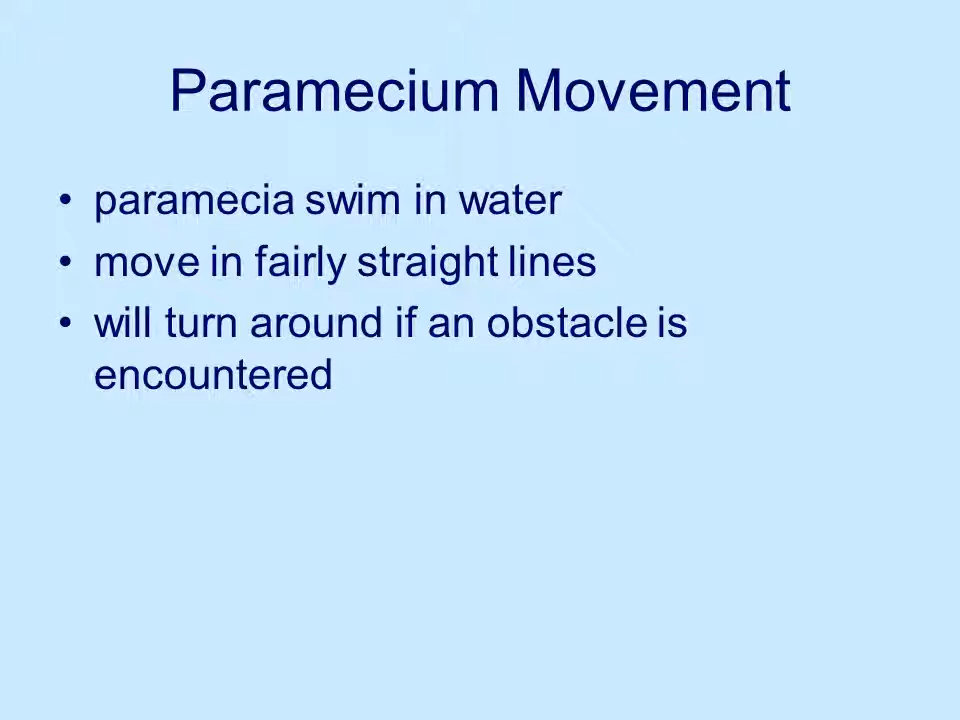 Paramecium Movement
• paramecia swim in water
• move in fairly straight lines
• will turn around if an obstacle is
encountered